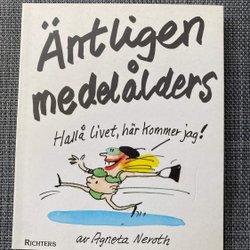 Äntligen
medelålders
Hallå livet, här kommer jag!
RICHTERS
av Agneta Neroth